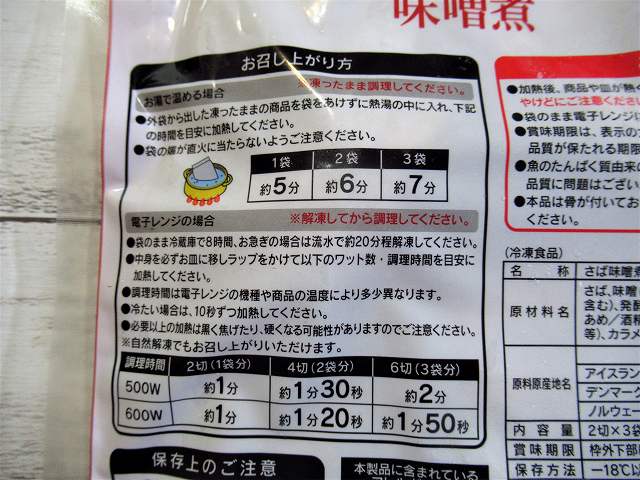 味噌煮
お召し上がり方
お湯で温める場合 ※凍ったまま調理してください。
●外袋から出した凍ったままの商品を袋をあけずに熱湯の中に入れ、下記
の時間を目安に加熱してください。
●袋の端が直火に当たらないようご注意ください。
1袋 2袋 3袋
約5分 約6分 約7分
電子レンジの場合 ※解凍してから調理してください。
●袋のまま冷蔵庫で8時間、お急ぎの場合は流水で約20分程解凍してください。
●中身を必ずお皿に移しラップをかけて以下のワット数・調理時間を目安に
加熱してください。
●調理時間は電子レンジの機種や商品の温度により多少異なります。
●冷たい場合は、10秒ずつ加熱してください。
●必要以上の加熱は黒く焦げたり、硬くなる可能性がありますのでご注意ください。
※自然解凍でもお召し上がりいただけます。
調理時間 2切(1袋分) 4切(2袋分) 6切(3袋分)
500W 約1分 約1分30秒 約2分
600W 約1分 約1分20秒 約1分50秒
保存上のご注意
本製品に含まれている
●加熱後、商品や皿が熱く
やけどにご注意くださ
●袋のまま電子レンジに
●賞味期限は、表示の
品質が保たれる期限
●魚のたんぱく質由来の
品質に問題はござい
●本品は骨が付いてお
ください。
(冷凍食品)
名称 さば味噌煮
原材料名 さば、味噌(
含む)、発酵
あめ/酒精
等)、カラメ
原料原産地名 アイスラン
デンマーク
ノルウェー
内容量 2切×3袋
賞味期限 枠外下部
保存方法 −18℃以